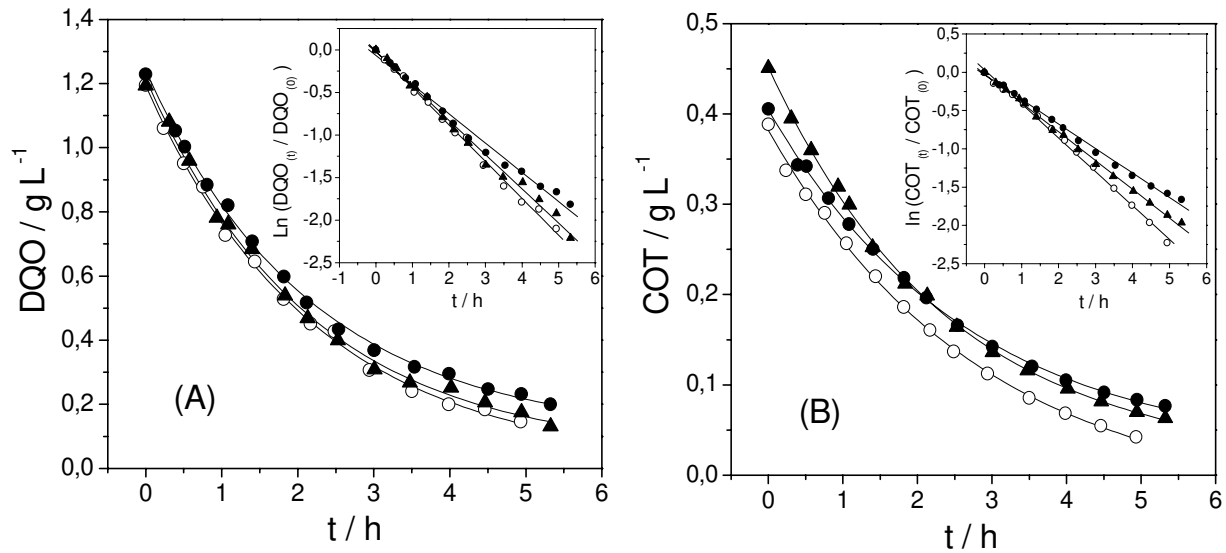 1,4
1,2
1,0
0,8
0,6
0,4
0,2
0,0
0 1 2 3 4 5 6
DQO / g L-1
t / h
(A)
0,0
-0,5
-1,0
-1,5
-2,0
-2,5
-1 0 1 2 3 4 5 6
Ln (DQO (t) / DQO (0))
t / h
0,5
0,4
0,3
0,2
0,1
0,0
0 1 2 3 4 5 6
COT / g L-1
t / h
(B)
0,5
0,0
-0,5
-1,0
-1,5
-2,0
-2,5
-1 0 1 2 3 4 5 6
ln (COT (t) / COT (0))
t / h